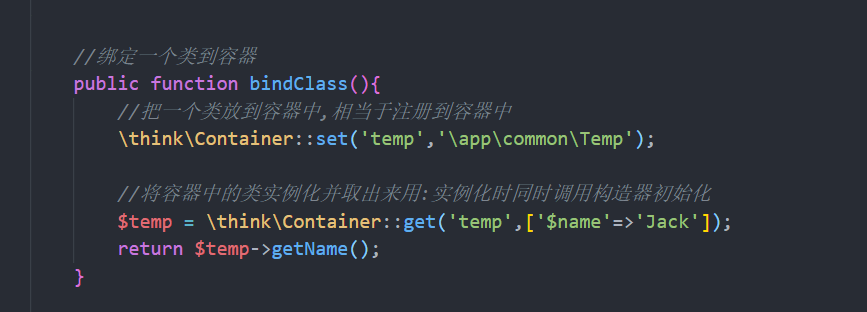 //绑定一个类到容器
public function bindClass(){
//把一个类放到容器中,相当于注册到容器中
\think\Container::set('temp','\app\common\Temp');
//将容器中的类实例化并取出来用:实例化时同时调用构造器初始化
$temp = \think\Container::get('temp',['$name'=>'Jack']);
return $temp->getName();
}